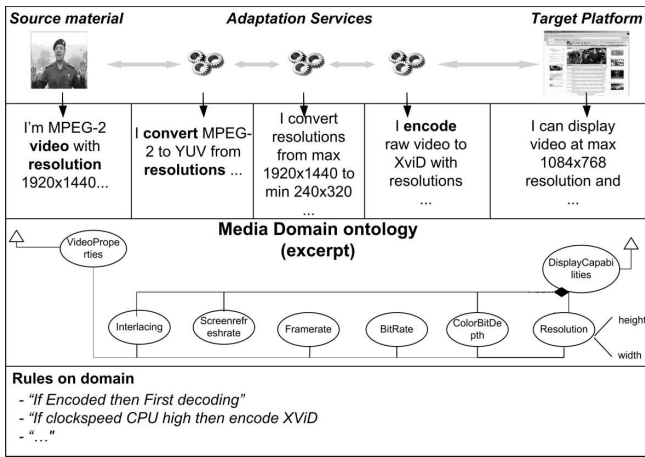 Source material
Adaptation Services
Target Platform
I'm MPEG-2
video with
resolution
1920x1440...
I convert MPEG-
2 to YUV from
resolutions ...
I convert
resolutions
from max
1920x1440 to
min 240x320
...
I encode
raw video to
XviD with
resolutions
...
I can display
video at max
1084x768
resolution and
...
Media Domain ontology
(excerpt)
VideoPrope
rties
DisplayCapabi
lities
Interlacing
Screenrefr
eshrate
Framerate
BitRate
ColorBitDe
pth
Resolution
height
width
Rules on domain
- "If Encoded then First decoding"
- "If clockspeed CPU high then encode XViD
- "..."